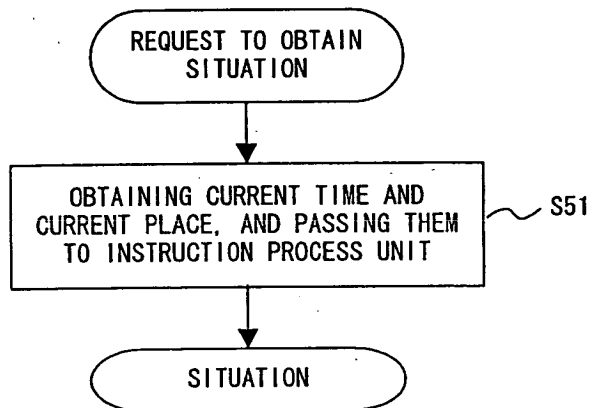 REQUEST TO OBTAIN
SITUATION
OBTAINING CURRENT TIME AND
CURRENT PLACE, AND PASSING THEM
TO INSTRUCTION PROCESS UNIT
S51
SITUATION